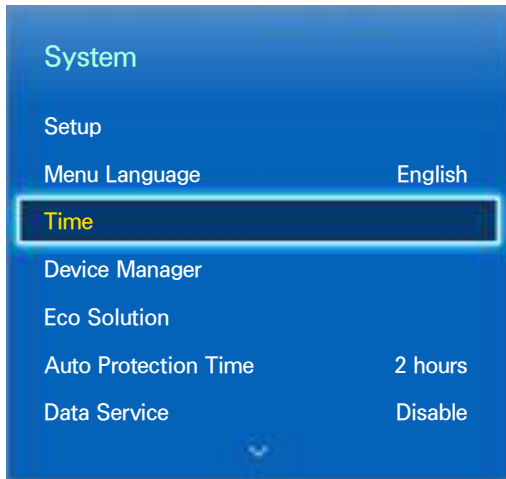 System
Setup
Menu Language English
Time
Device Manager
Eco Solution
Auto Protection Time 2 hours
Data Service Disable